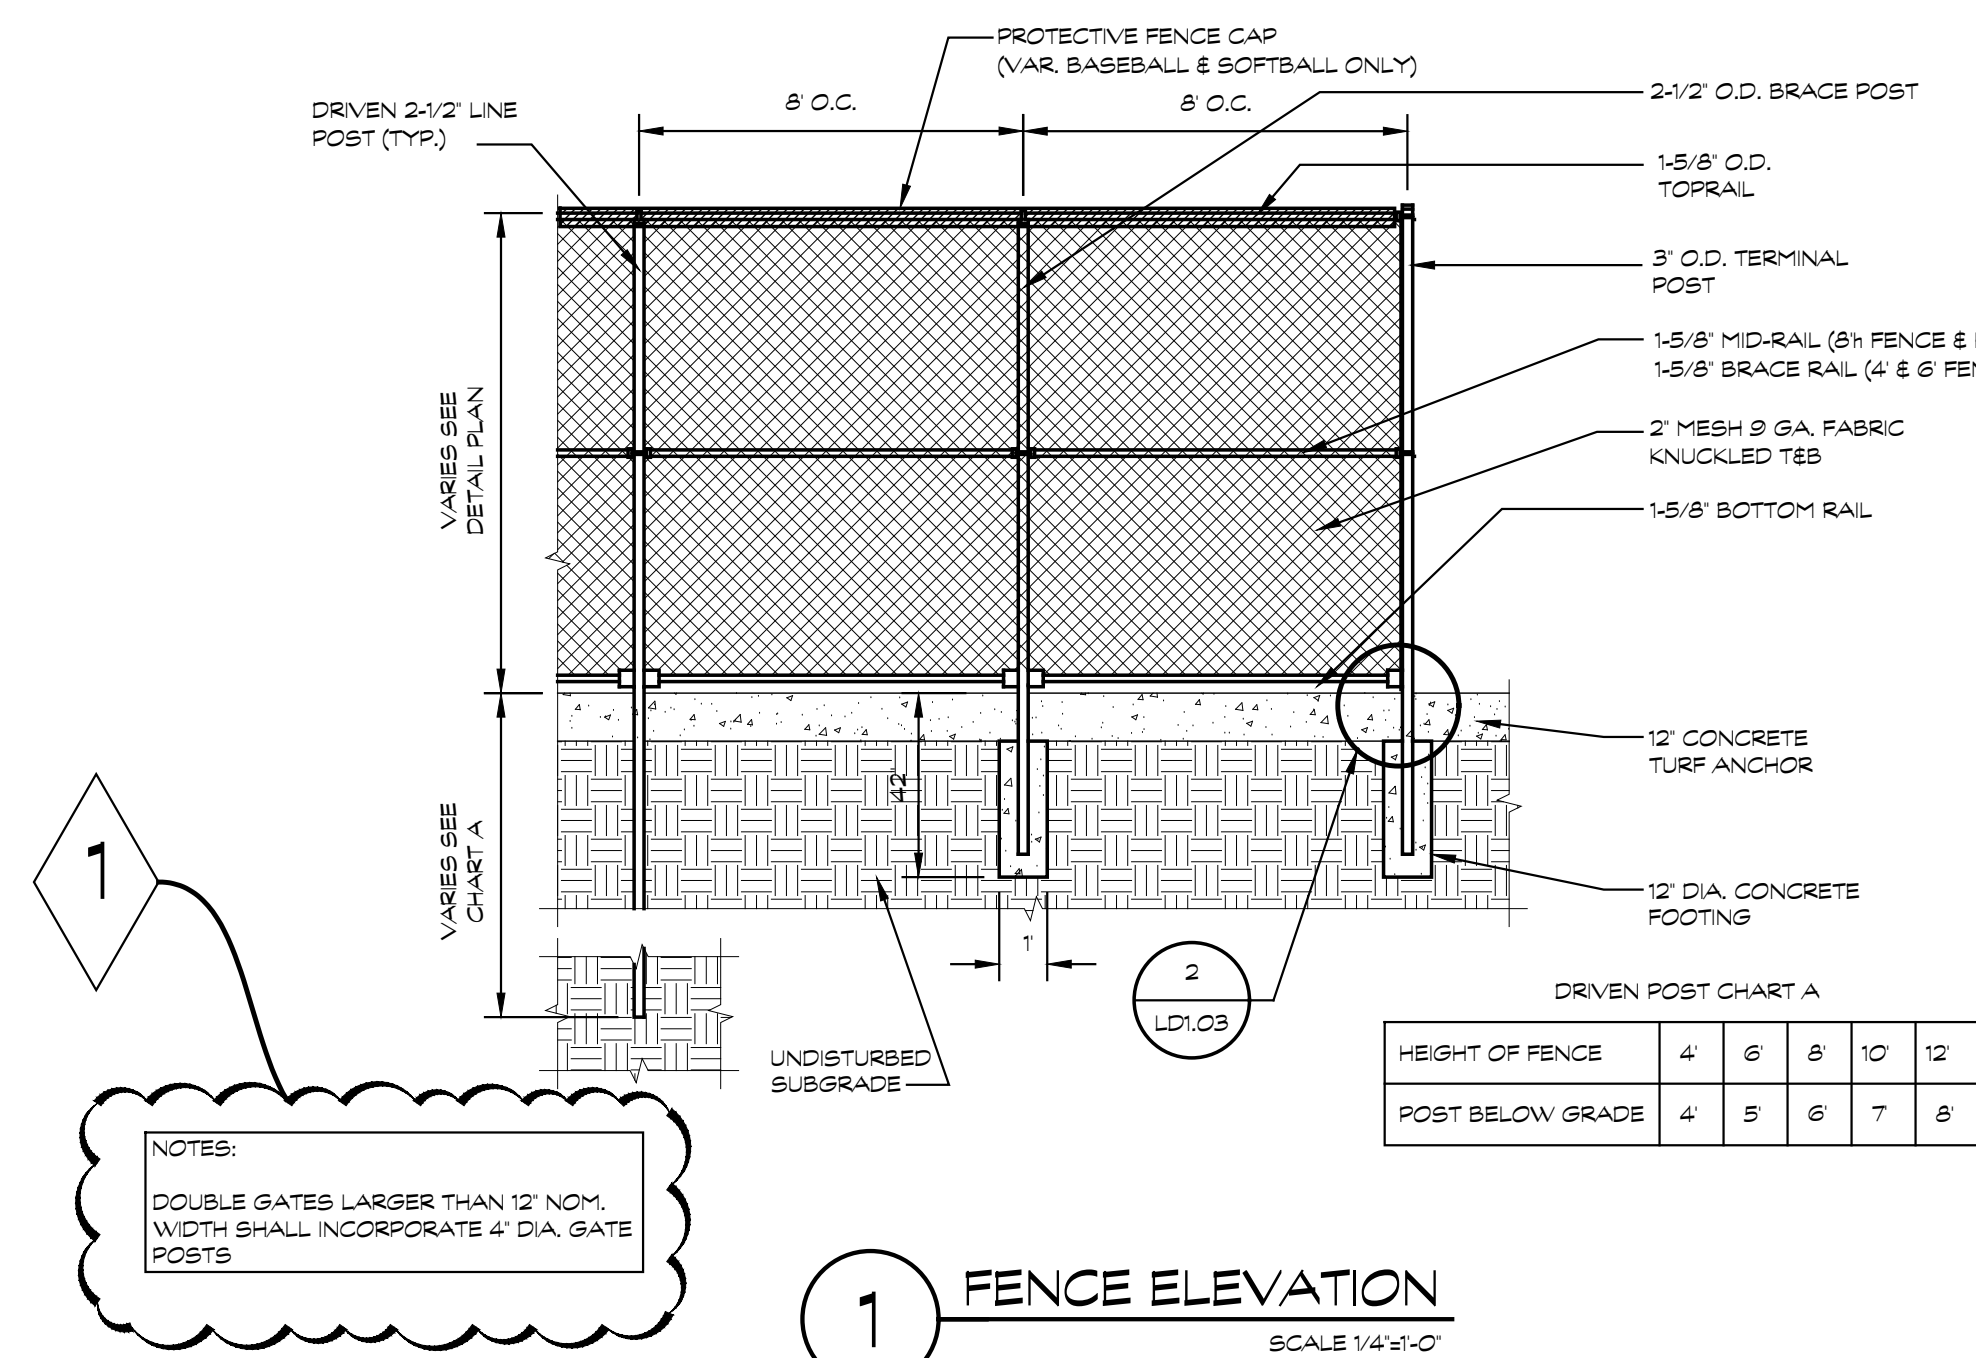 PROTECTIVE FENCE CAP
(VAR. BASEBALL & SOFTBALL ONLY)
DRIVEN 2-1/2" LINE
POST (TYP.)
8' O.C.
8' O.C.
2-1/2" O.D. BRACE POST
1-5/8" O.D.
TOPRAIL
3" O.D. TERMINAL
POST
1-5/8" MID-RAIL (8'h FENCE &
1-5/8" BRACE RAIL (4' & 6'
2" MESH 9 GA. FABRIC
KNUCKLED T&B
1-5/8" BOTTOM RAIL
VARIES SEE
DETAIL PLAN
12" CONCRETE
TURF ANCHOR
42"
VARIES SEE
CHART A
1
12" DIA. CONCRETE
FOOTING
1'
2
LD1.03
UNDISTURBED
SUBGRADE
DRIVEN POST CHART A
HEIGHT OF FENCE 4' 6' 8' 10' 12'
POST BELOW GRADE 4' 5' 6' 7' 8'
NOTES:
DOUBLE GATES LARGER THAN 12" NOM.
WIDTH SHALL INCORPORATE 4" DIA. GATE
POSTS
1
FENCE ELEVATION
SCALE 1/4"=1'-0"